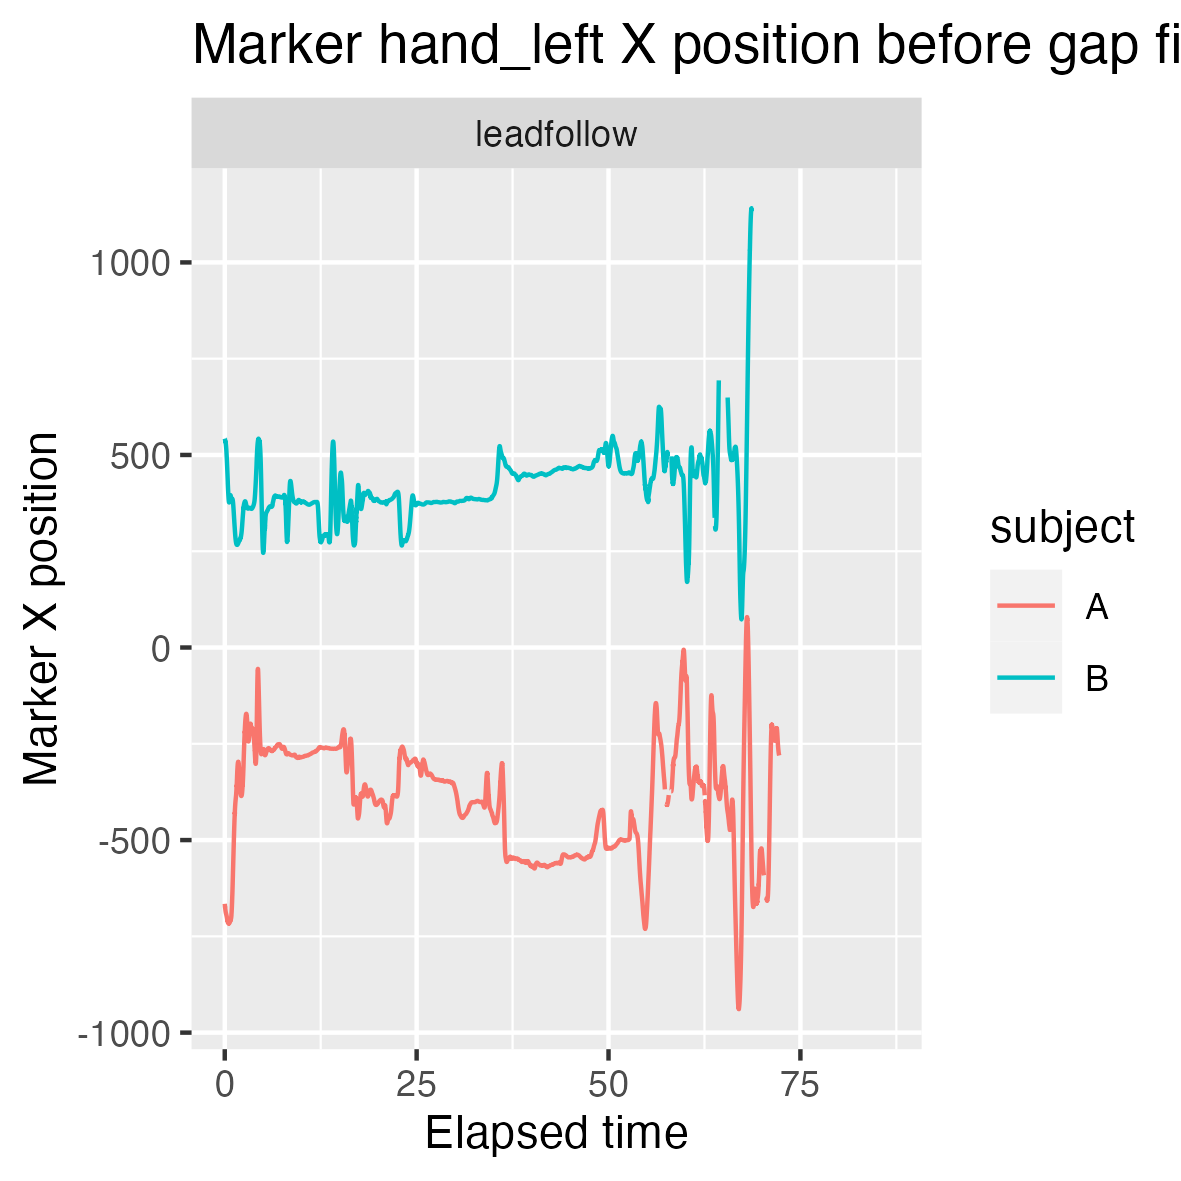 Marker hand_left X position before gap fi
leadfollow
Marker X position
1000
500
0
-500
-1000
0 25 50 75
Elapsed time
subject
A
B